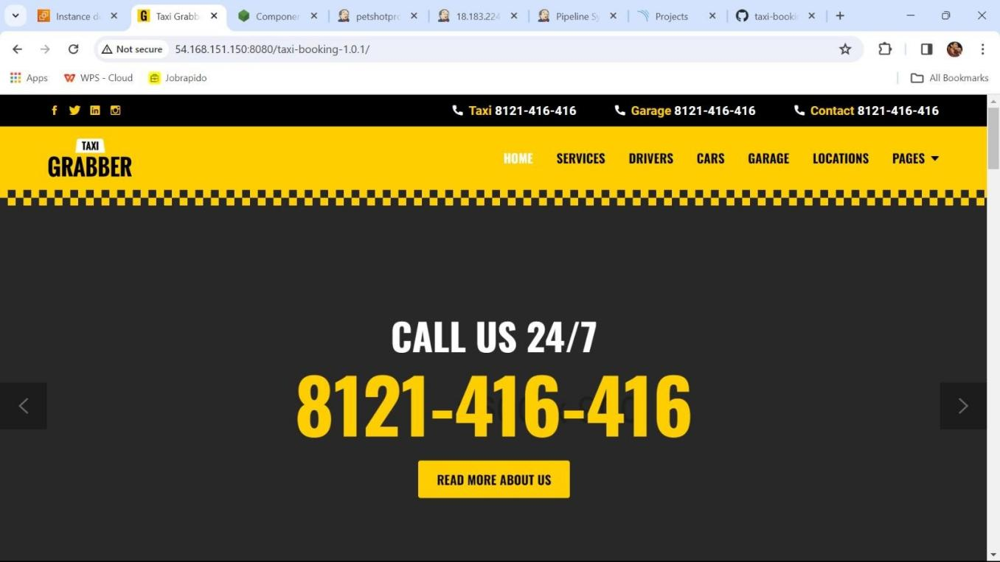 Instance d
Taxi Grabb
Componer
petshotpro
18.183.224
Pipeline Sy
Projects
taxi-booki
Not secure
54.168.151.150:8080/taxi-booking-1.0.1/
Apps
WPS - Cloud
Jobrapido
All Bookmarks
Taxi 8121-416-416
Garage 8121-416-416
Contact 8121-416-416
TAXI
GRABBER
HOME
SERVICES
DRIVERS
CARS
GARAGE
LOCATIONS
PAGES
CALL US 24/7
8121-416-416
READ MORE ABOUT US